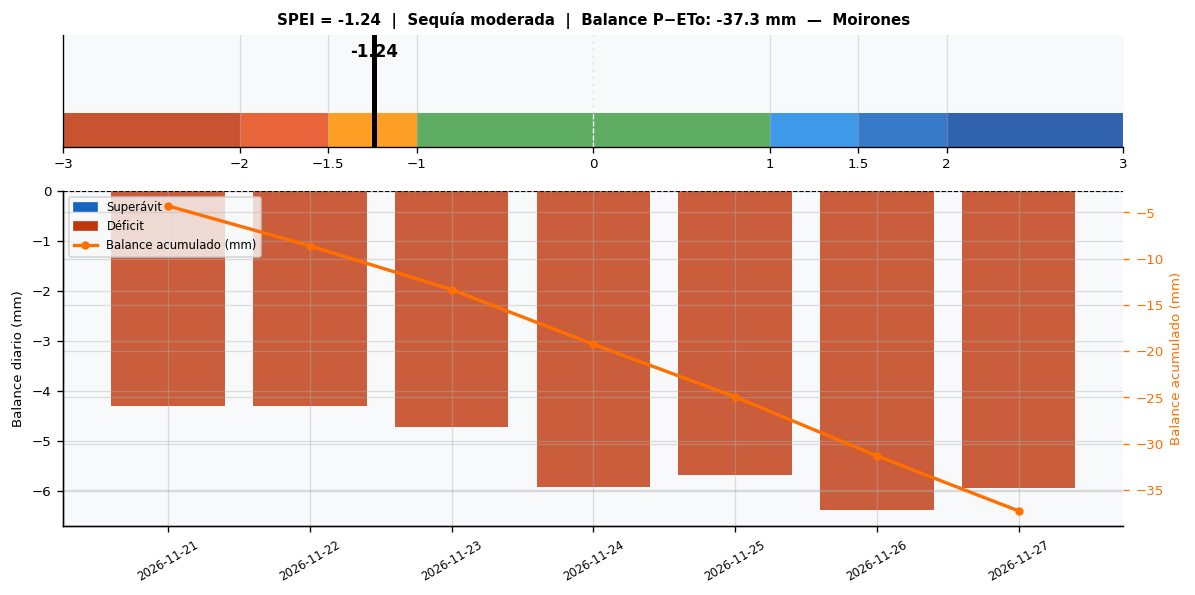 SPEI = -1.24 | Sequía moderada | Balance P−ETo: -37.3 mm — Moirones
-1.24
−3 −2 −1.5 −1 0 1 1.5 2 3
Superávit
Déficit
Balance acumulado (mm)
Balance diario (mm)
0
−1
−2
−3
−4
−5
−6
−5
−10
−15
−20
−25
−30
−35
Balance acumulado (mm)
2026-11-21 2026-11-22 2026-11-23 2026-11-24 2026-11-25 2026-11-26 2026-11-27